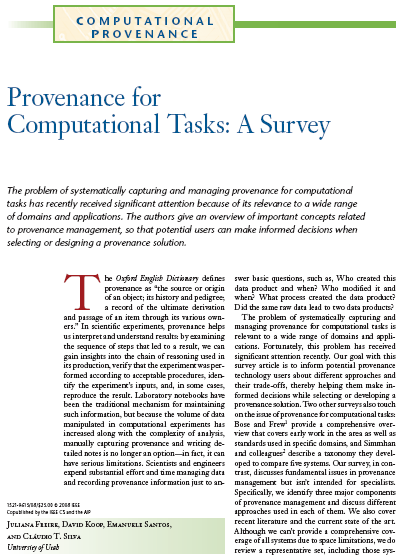 COMPUTATIONAL
PROVENANCE
Provenance for
Computational Tasks: A Survey
The problem of systematically capturing and managing provenance for computational
tasks has recently received significant attention because of its relevance to a wide range
of domains and applications. The authors give an overview of important concepts related
to provenance management, so that potential users can make informed decisions when
selecting or designing a provenance solution.
The Oxford English Dictionary defines
provenance as “the source or origin
of an object; its history and pedigree;
a record of the ultimate derivation
and passage of an item through its various own-
ers.” In scientific experiments, provenance helps
us interpret and understand results: by examining
the sequence of steps that led to a result, we can
gain insights into the chain of reasoning used in
its production, verify that the experiment was per-
formed according to acceptable procedures, iden-
tify the experiment’s inputs, and, in some cases,
reproduce the result. Laboratory notebooks have
been the traditional mechanism for maintaining
such information, but because the volume of data
manipulated in computational experiments has
increased along with the complexity of analysis,
manually capturing provenance and writing de-
tailed notes is no longer an option—in fact, it can
have serious limitations. Scientists and engineers
expend substantial effort and time managing data
and recording provenance information just to an-
1521-9615/08/$25.00 © 2008 IEEE
Copublished by the IEEE CS and the AIP
JULIANA FREIRE, DAVID KOOP, EMANUELE SANTOS,
AND CLÁUDIO T. SILVA
University of Utah
swer basic questions, such as, Who created this
data product and when? Who modified it and
when? What process created the data product?
Did the same raw data lead to two data products?
The problem of systematically capturing and
managing provenance for computational tasks is
relevant to a wide range of domains and appli-
cations. Fortunately, this problem has received
significant attention recently. Our goal with this
survey article is to inform potential provenance
technology users about different approaches and
their trade-offs, thereby helping them make in-
formed decisions while selecting or developing a
provenance solution. Two other surveys also touch
on the issue of provenance for computational tasks:
Bose and Frew¹ provide a comprehensive over-
view that covers early work in the area as well as
standards used in specific domains, and Simmhan
and colleagues² describe a taxonomy they devel-
oped to compare five systems. Our survey, in con-
trast, discusses fundamental issues in provenance
management but isn’t intended for specialists.
Specifically, we identify three major components
of provenance management and discuss different
approaches used in each of them. We also cover
recent literature and the current state of the art.
Although we can’t provide a comprehensive cov-
erage of all systems due to space limitations, we do
review a representative set, including those sys-